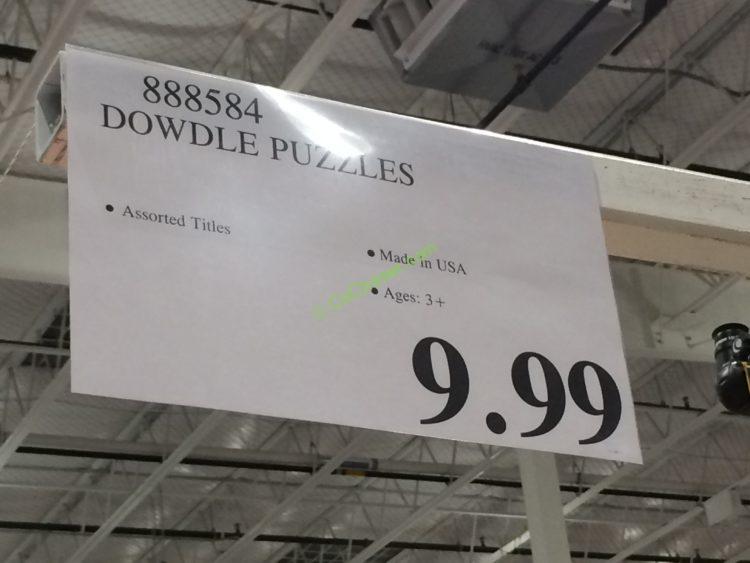 888584
DOWDLE PUZZLES
• Assorted Titles
• Made in USA
• Ages: 3+
9.99